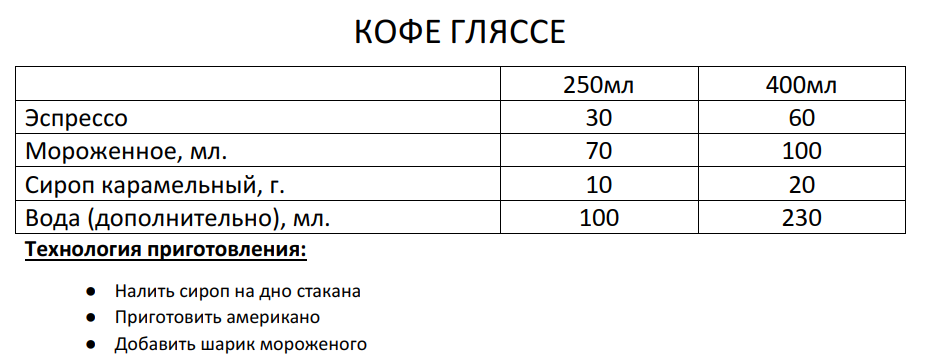 КОФЕ ГЛЯССЕ
250мл 400мл
Эспрессо 30 60
Мороженное, мл. 70 100
Сироп карамельный, г. 10 20
Вода (дополнительно), мл. 100 230
Технология приготовления:
● Налить сироп на дно стакана
● Приготовить американо
● Добавить шарик мороженого